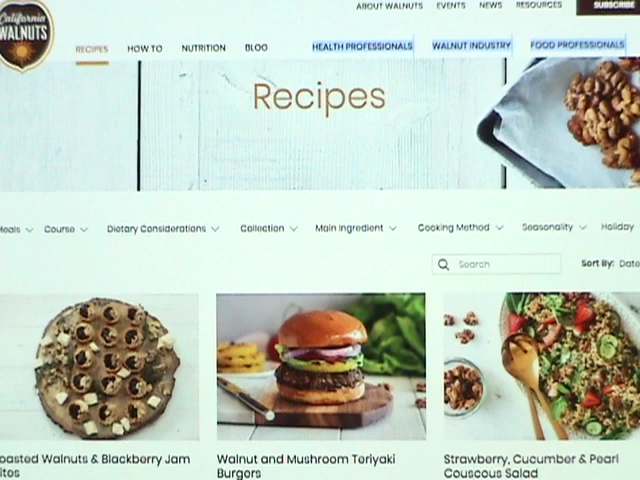 ABOUT WALNUTS EVENTS NEWS RESOURCES SUBSCRIBE
California
WALNUTS
RECIPES HOW TO NUTRITION BLOG HEALTH PROFESSIONALS WALNUT INDUSTRY FOOD PROFESSIONALS
Recipes
Meals Course Dietary Considerations Collection Main Ingredient Cooking Method Seasonality Holiday
Search Sort By: Date
oasted Walnuts & Blackberry Jam
ites
Walnut and Mushroom Teriyaki
Burgers
Strawberry, Cucumber & Pearl
Couscous Salad